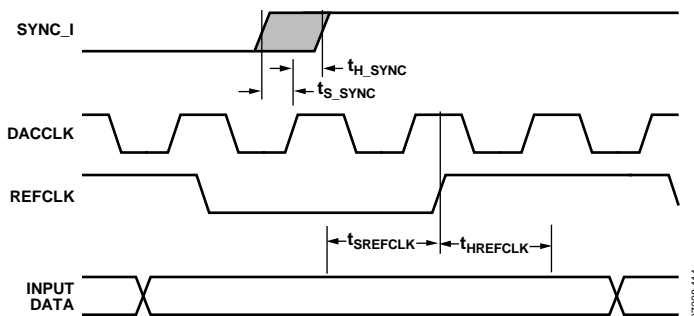 SYNC_I
tH_SYNC
tS_SYNC
DACCLK
REFCLK
tSREFCLK
tHREFCLK
INPUT
DATA